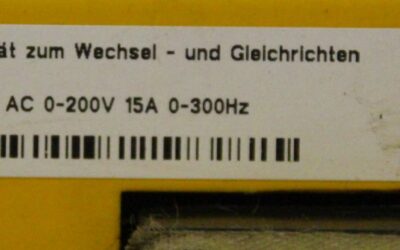 ät zum Wechsel - und Gleichrichten
AC 0-200V 15A 0-300Hz